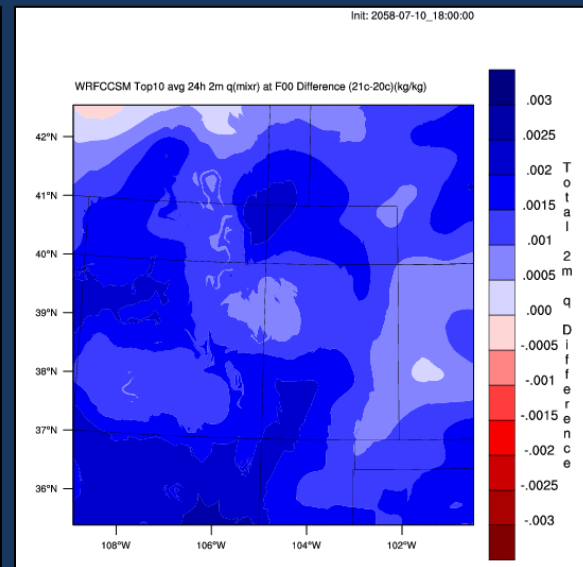 Init: 2058-07-10_18:00:00
WRFCCSM Top10 avg 24h 2m q(mixr) at F00 Difference (21c-20c)(kg/kg)
42°N
41°N
40°N
39°N
38°N
37°N
36°N
108°W
106°W
104°W
102°W
.003
.0025
.002
.0015
.001
.0005
.000
-.0005
-.001
-.0015
-.002
-.0025
-.003
Total 2m q Difference